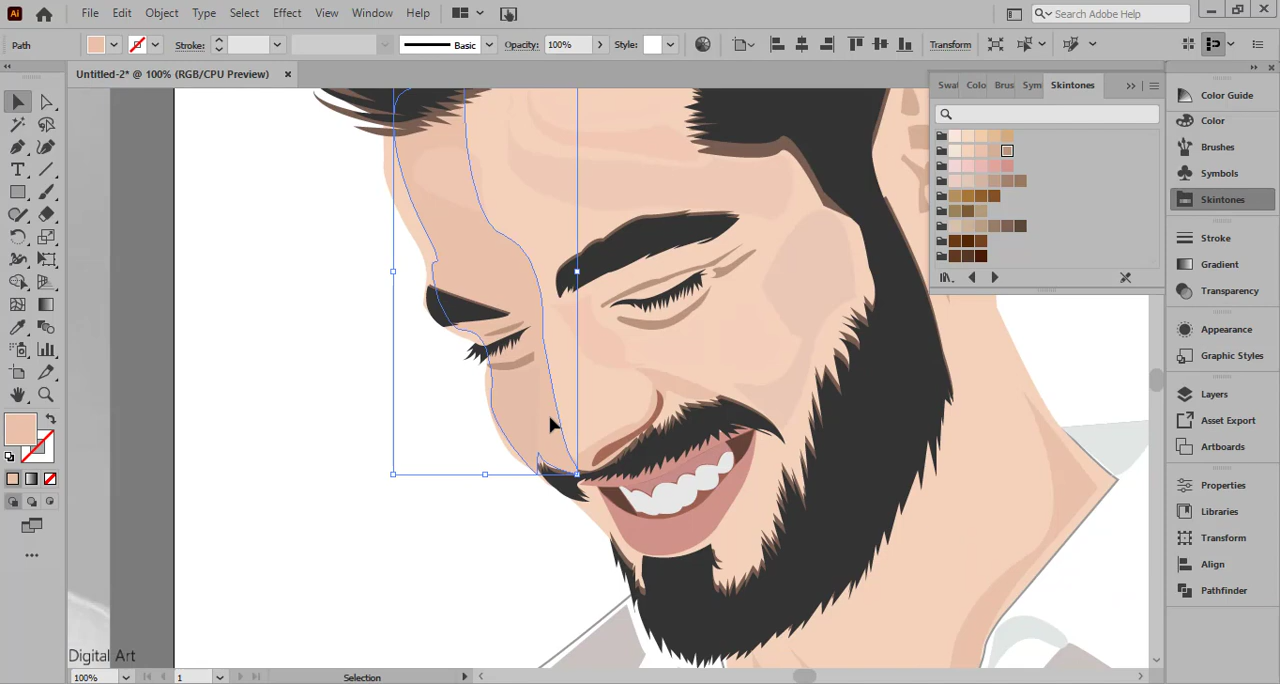 Ai File Edit Object Type Select Effect View Window Help Search Adobe Help
Path Stroke: Basic Opacity: 100% Style: Transform
Untitled-2* @ 100% (RGB/CPU Preview) ×
Swat Colo Brus Sym Skintones
Color Guide
Color
Brushes
Symbols
Skintones
Stroke
Gradient
Transparency
Appearance
Graphic Styles
Layers
Asset Export
Artboards
Properties
Libraries
Transform
Align
Pathfinder
Digital Art
100% 1 Selection